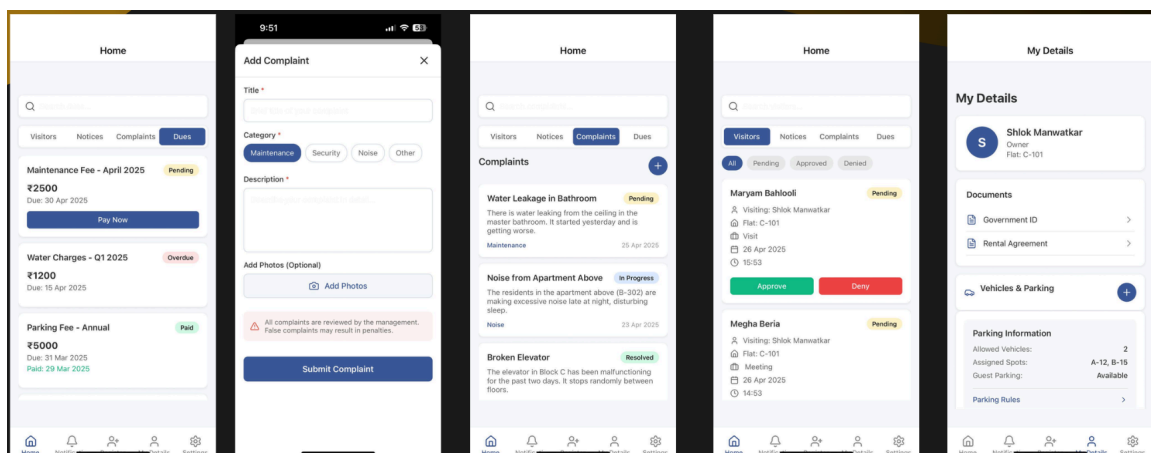 Home
Visitors
Notices
Complaints
Dues
Maintenance Fee - April 2025
Pending
₹2500
Due: 30 Apr 2025
Pay Now
Water Charges - Q1 2025
Overdue
₹1200
Due: 15 Apr 2025
Parking Fee - Annual
Paid
₹5000
Due: 31 Mar 2025
Paid: 29 Mar 2025
Home
Settings
9:51
Add Complaint
Title *
Category *
Maintenance
Security
Noise
Other
Description *
Add Photos (Optional)
Add Photos
All complaints are reviewed by the management.
False complaints may result in penalties.
Submit Complaint
Home
Visitors
Notices
Complaints
Dues
Complaints
Water Leakage in Bathroom
Pending
There is water leaking from the ceiling in the
master bathroom. It started yesterday and is
getting worse.
Maintenance
25 Apr 2025
Noise from Apartment Above
In Progress
The residents in the apartment above (B-302) are
making excessive noise late at night, disturbing
sleep.
Noise
23 Apr 2025
Broken Elevator
Resolved
The elevator in Block C has been malfunctioning
for the past two days. It stops randomly between
floors.
Home
Settings
Home
Visitors
Notices
Complaints
Dues
All
Pending
Approved
Denied
Maryam Bahlooli
Pending
Visiting: Shlok Manwatkar
Flat: C-101
Visit
26 Apr 2025
15:53
Approve
Deny
Megha Beria
Pending
Visiting: Shlok Manwatkar
Flat: C-101
Meeting
26 Apr 2025
14:53
Home
Settings
My Details
My Details
S
Shlok Manwatkar
Owner
Flat: C-101
Documents
Government ID
Rental Agreement
Vehicles & Parking
Parking Information
Allowed Vehicles:
2
Assigned Spots:
A-12, B-15
Guest Parking:
Available
Parking Rules
Home
Settings